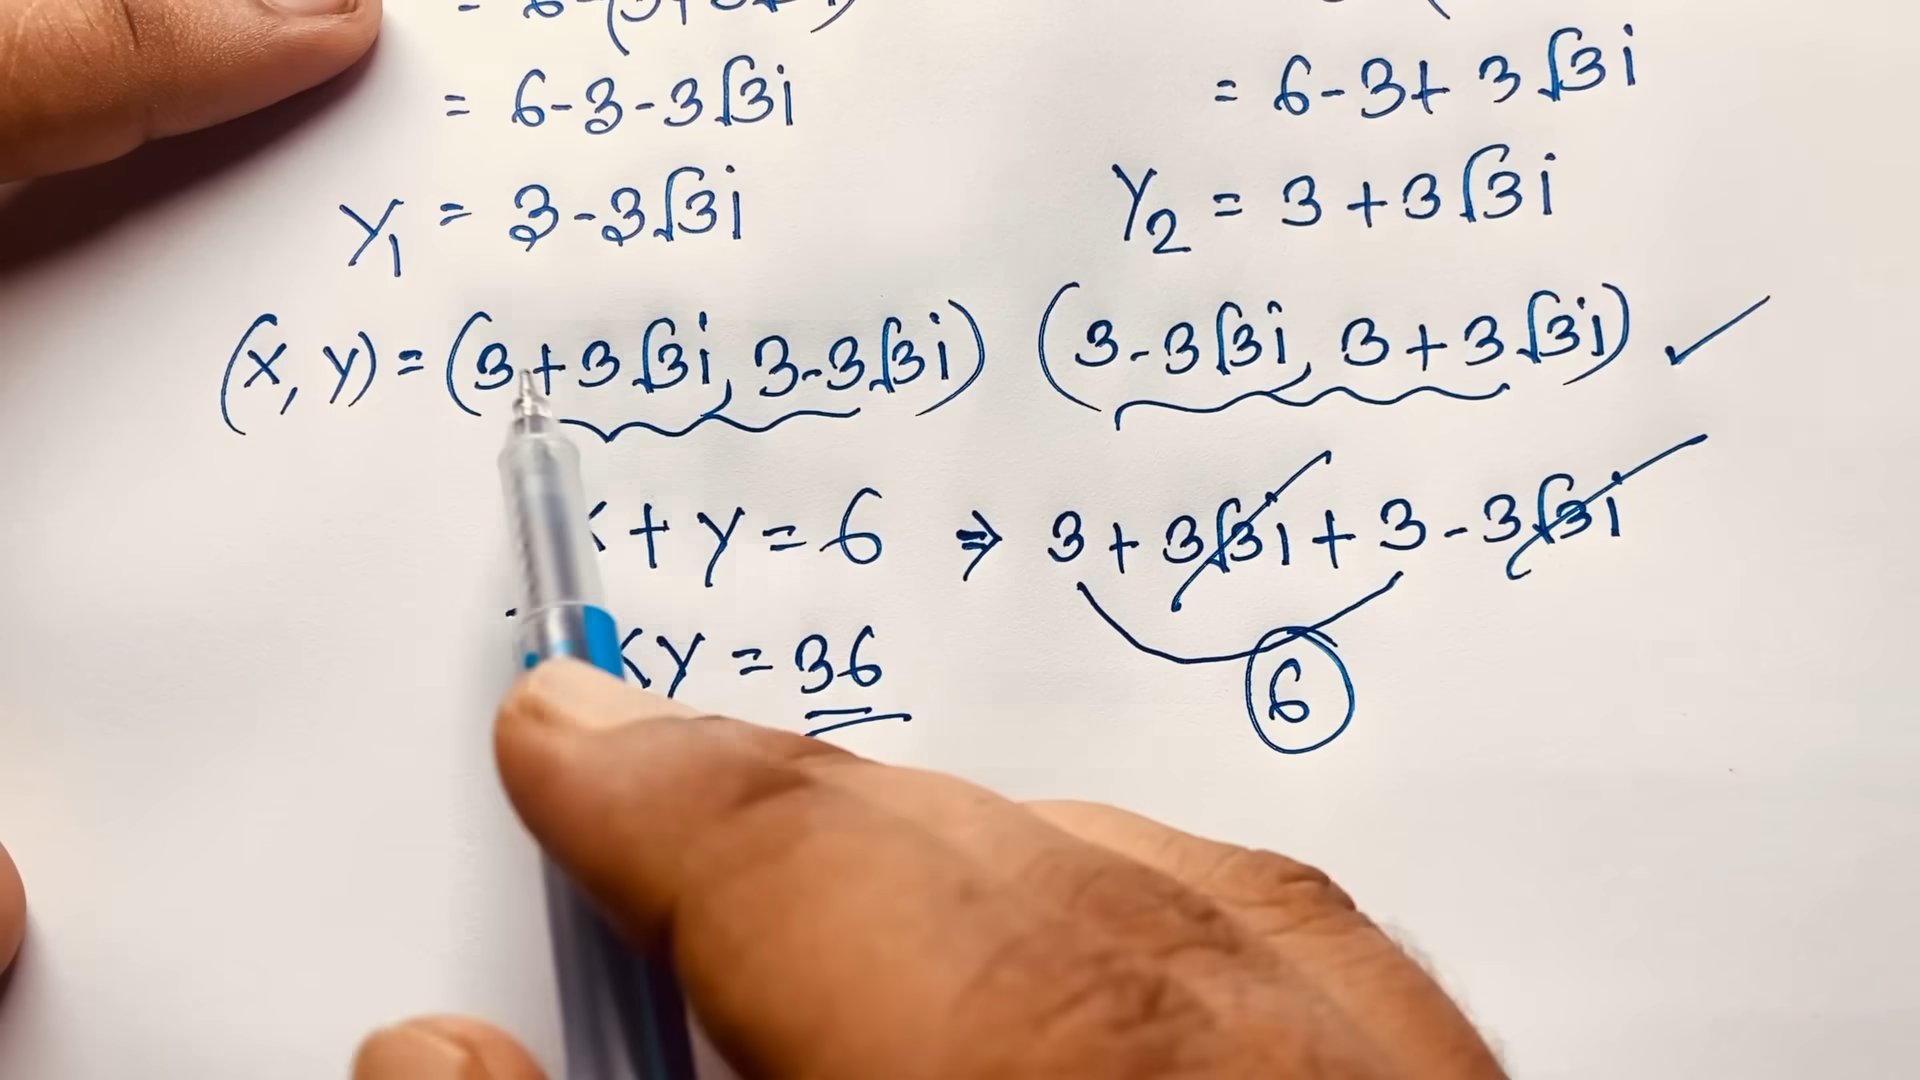 = 6-3-3√3i = 6-3+3√3i
Y₁ = 3-3√3i Y₂ = 3+3√3i
(x, y) = (3+3√3i, 3-3√3i) (3-3√3i, 3+3√3i) ✓
x + y = 6 ⇒ 3 + 3√3i + 3 - 3√3i
xy = 36 6